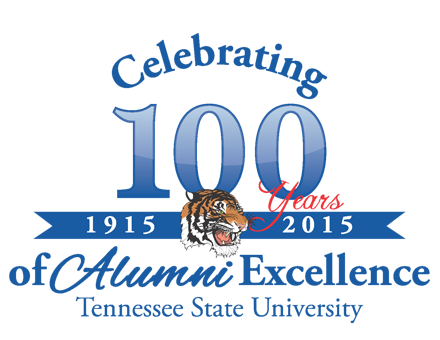 Celebrating
100
Years
1915 2015
of Alumni Excellence
Tennessee State University